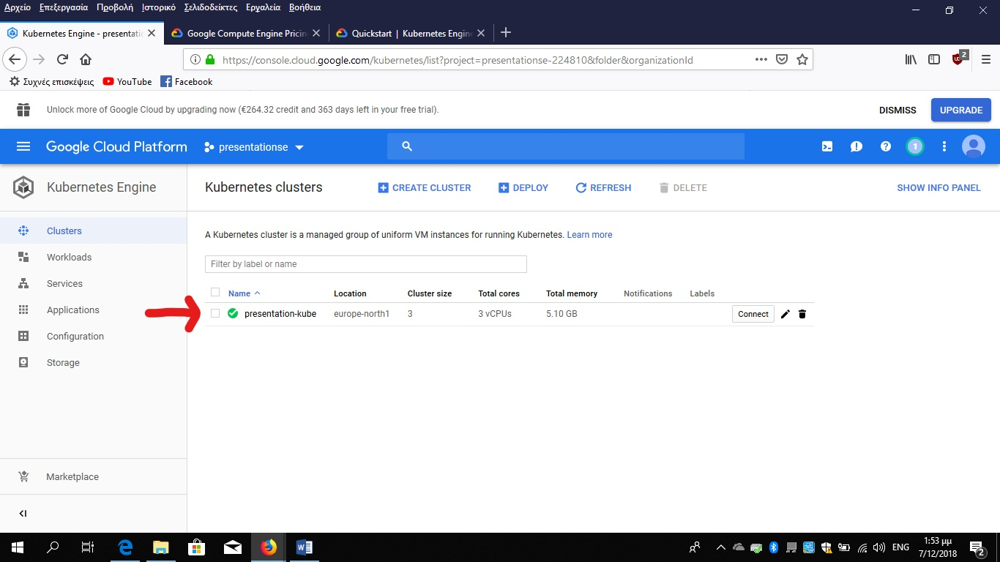 Αρχείο Επεξεργασία Προβολή Ιστορικό Σελιδοδείκτες Εργαλεία Βοήθεια
Kubernetes Engine - presentatio Google Compute Engine Pricin Quickstart | Kubernetes Engine
https://console.cloud.google.com/kubernetes/list?project=presentationse-224810&folder&organizationId
2
Συχνές επισκέψεις YouTube Facebook
Unlock more of Google Cloud by upgrading now (€264.32 credit and 363 days left in your free trial). DISMISS UPGRADE
Google Cloud Platform presentationse 1
Kubernetes Engine Kubernetes clusters CREATE CLUSTER DEPLOY REFRESH DELETE SHOW INFO PANEL
Clusters
Workloads
Services
Applications
Configuration
Storage
Marketplace
A Kubernetes cluster is a managed group of uniform VM instances for running Kubernetes. Learn more
Filter by label or name
Name Location Cluster size Total cores Total memory Notifications Labels
presentation-kube europe-north1 3 3 vCPUs 5.10 GB Connect
ENG 1:53 μμ
7/12/2018
2